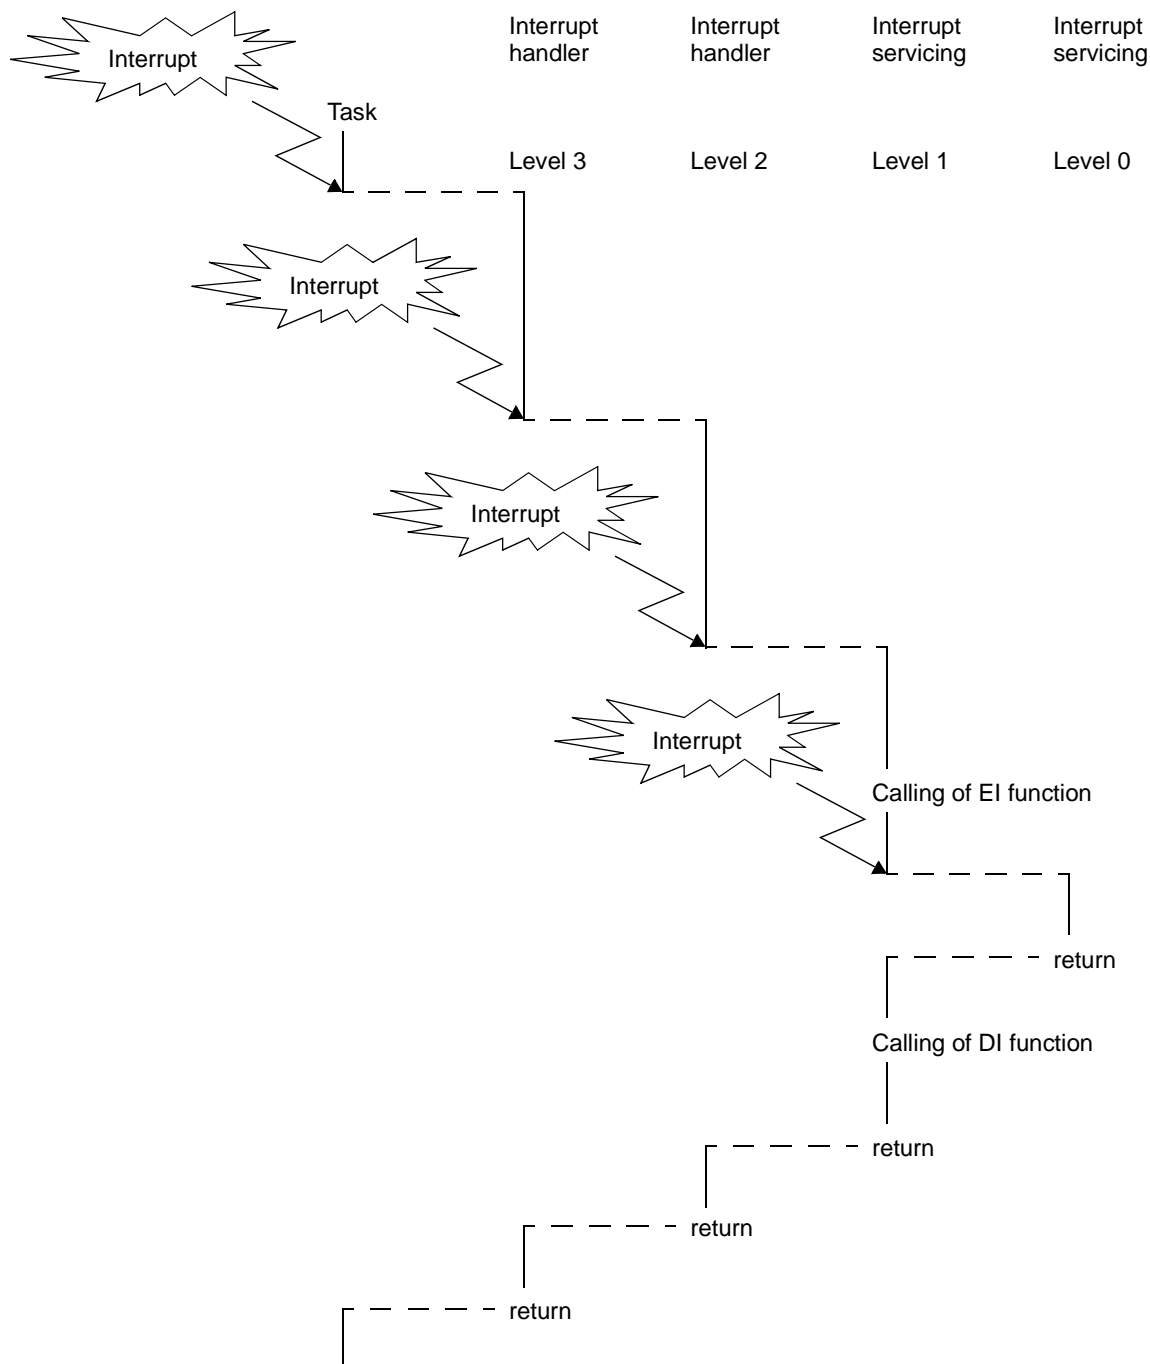 Interrupt
Interrupt
handler
Interrupt
handler
Interrupt
servicing
Interrupt
servicing
Task
Level 3
Level 2
Level 1
Level 0
Interrupt
Interrupt
Interrupt
Calling of EI function
return
Calling of DI function
return
return
return